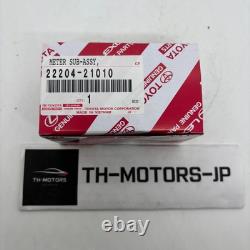 METER SUB-ASSY,
22204-21010
1
TOYOTA MOTOR CORPORATION
MADE IN VIETNAM
TOYOTA
GENUINE PARTS
TH-MOTORS-JP